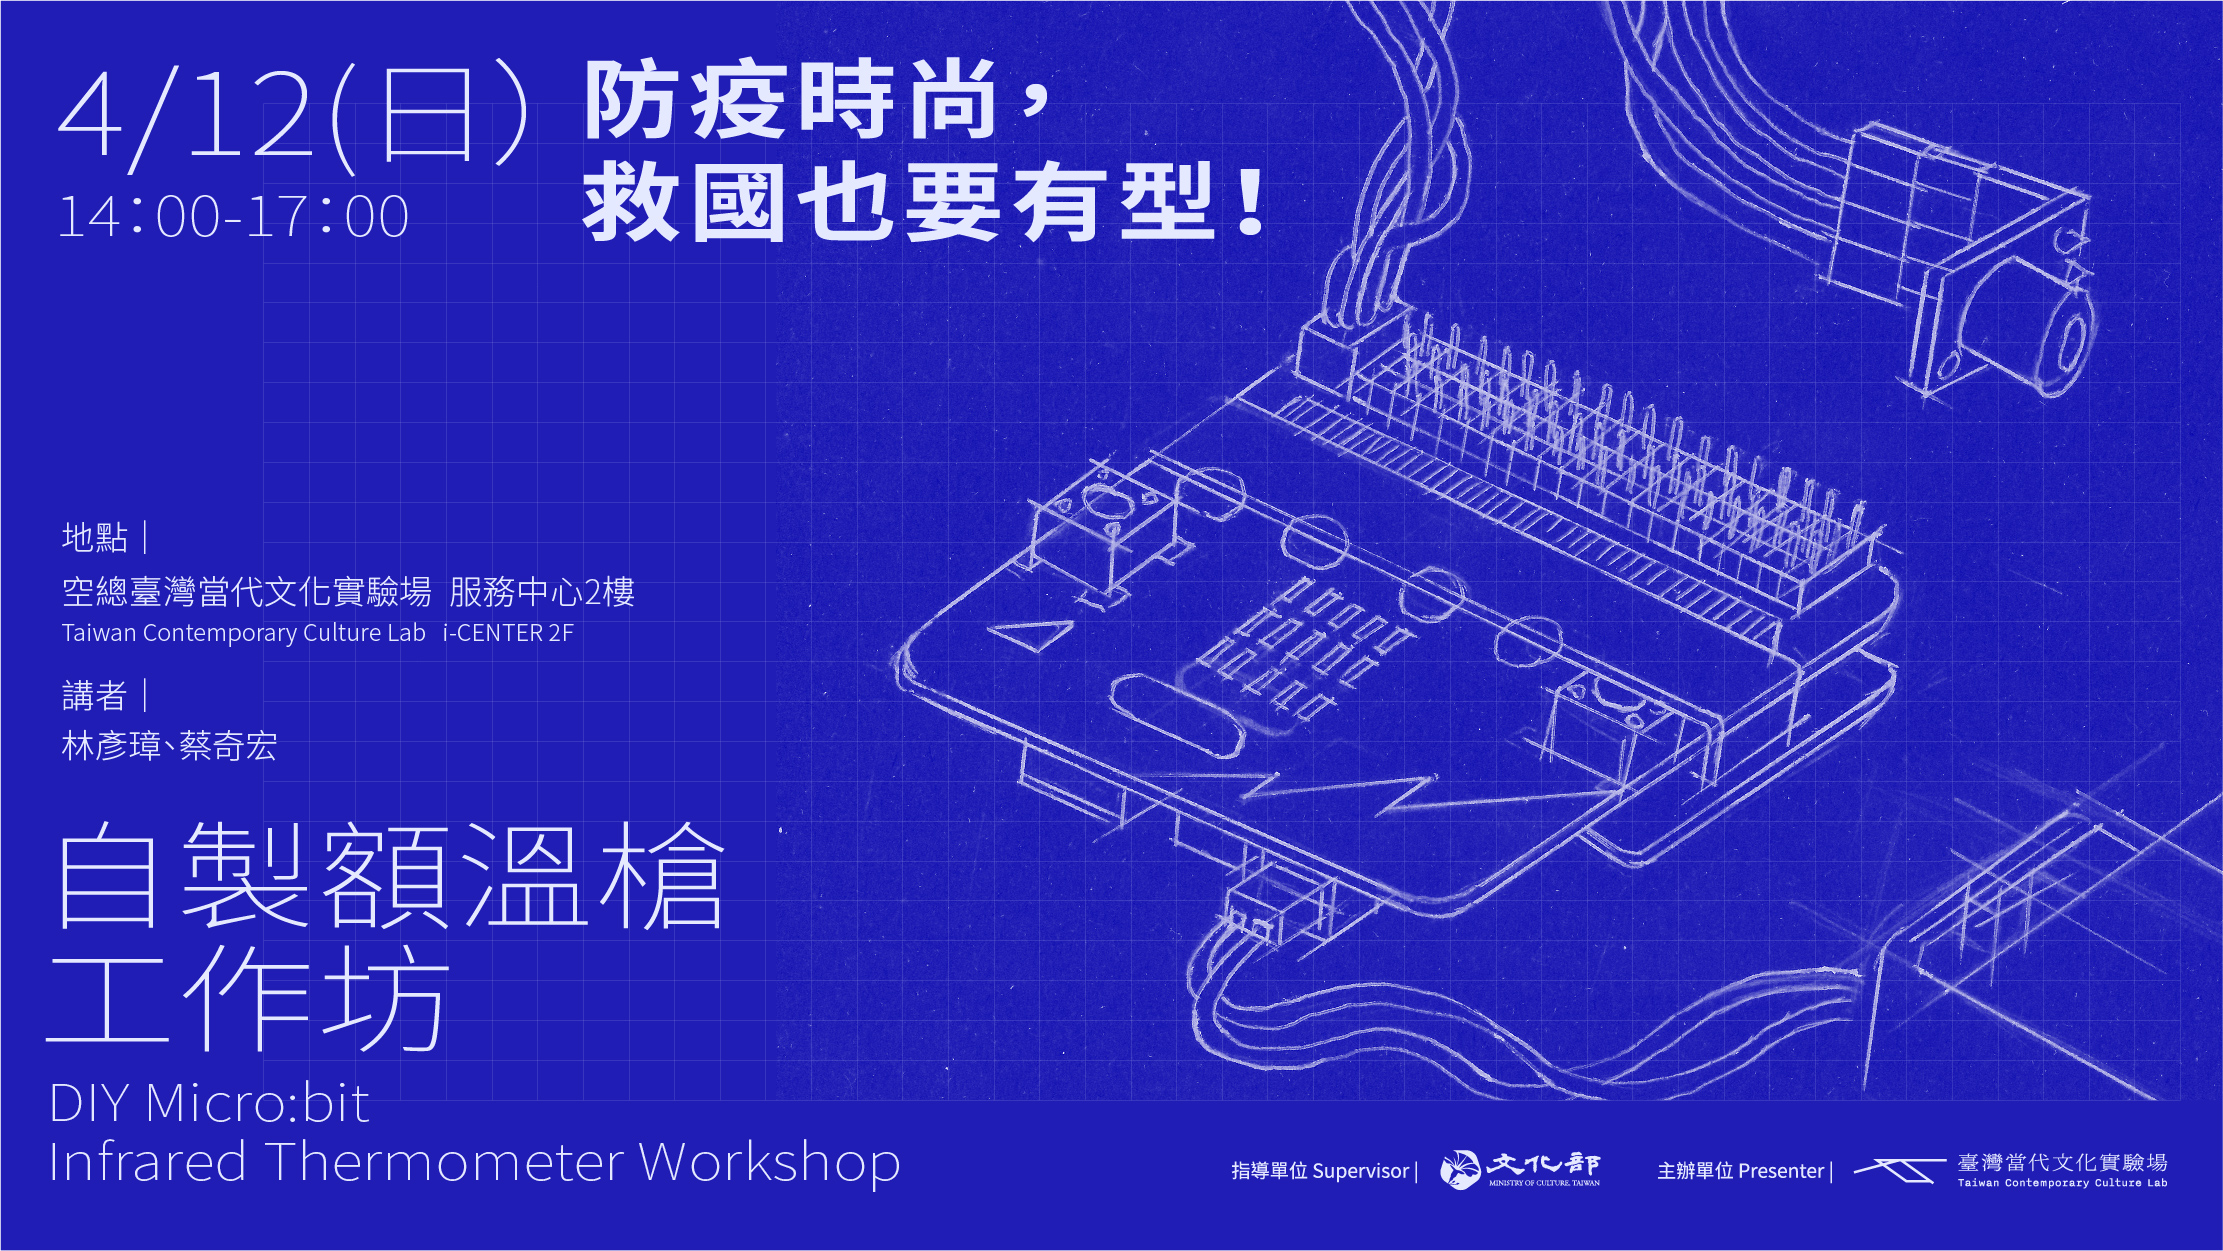 4/12(日)
14:00-17:00
防疫時尚,
救國也要有型!
地點|
空總臺灣當代文化實驗場 服務中心2樓
Taiwan Contemporary Culture Lab i-CENTER 2F
講者|
林彥璋、蔡奇宏
自製額溫槍
工作坊
DIY Micro:bit
Infrared Thermometer Workshop
指導單位 Supervisor|
文化部
MINISTRY OF CULTURE, TAIWAN
主辦單位 Presenter|
臺灣當代文化實驗場
Taiwan Contemporary Culture Lab